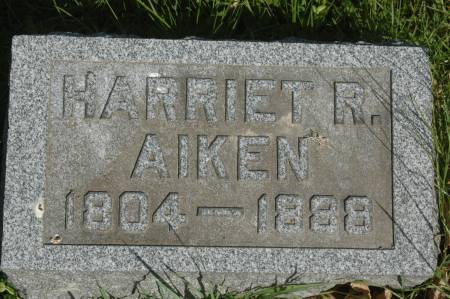 HARRIET R.
AIKEN
1804 — 1888